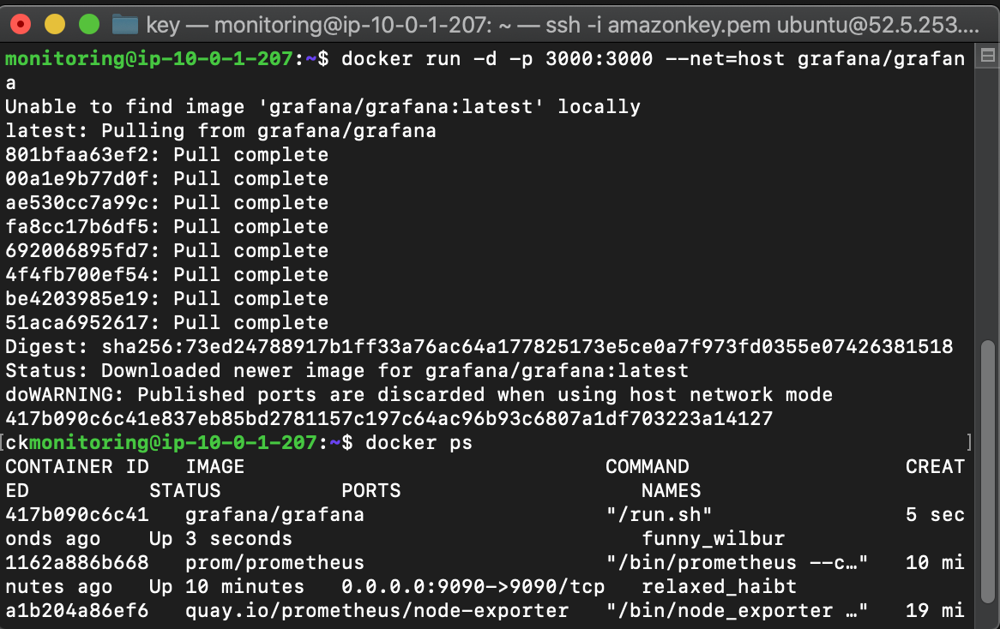 key — monitoring@ip-10-0-1-207: ~ — ssh -i amazonkey.pem ubuntu@52.5.253....
monitoring@ip-10-0-1-207:~$ docker run -d -p 3000:3000 --net=host grafana/grafan
a
Unable to find image 'grafana/grafana:latest' locally
latest: Pulling from grafana/grafana
801bfaa63ef2: Pull complete
00a1e9b77d0f: Pull complete
ae530cc7a99c: Pull complete
fa8cc17b6df5: Pull complete
692006895fd7: Pull complete
4f4fb700ef54: Pull complete
be4203985e19: Pull complete
51aca6952617: Pull complete
Digest: sha256:73ed24788917b1ff33a76ac64a177825173e5ce0a7f973fd0355e07426381518
Status: Downloaded newer image for grafana/grafana:latest
doWARNING: Published ports are discarded when using host network mode
417b090c6c41e837eb85bd2781157c197c64ac96b93c6807a1df703223a14127
[ckmonitoring@ip-10-0-1-207:~$ docker ps ]
CONTAINER ID   IMAGE                              COMMAND                  CREAT
ED          STATUS          PORTS                    NAMES
417b090c6c41   grafana/grafana                    "/run.sh"                5 sec
onds ago    Up 3 seconds                             funny_wilbur
1162a886b668   prom/prometheus                    "/bin/prometheus --c…"   10 mi
nutes ago   Up 10 minutes   0.0.0.0:9090->9090/tcp   relaxed_haibt
a1b204a86ef6   quay.io/prometheus/node-exporter   "/bin/node_exporter …"   19 mi